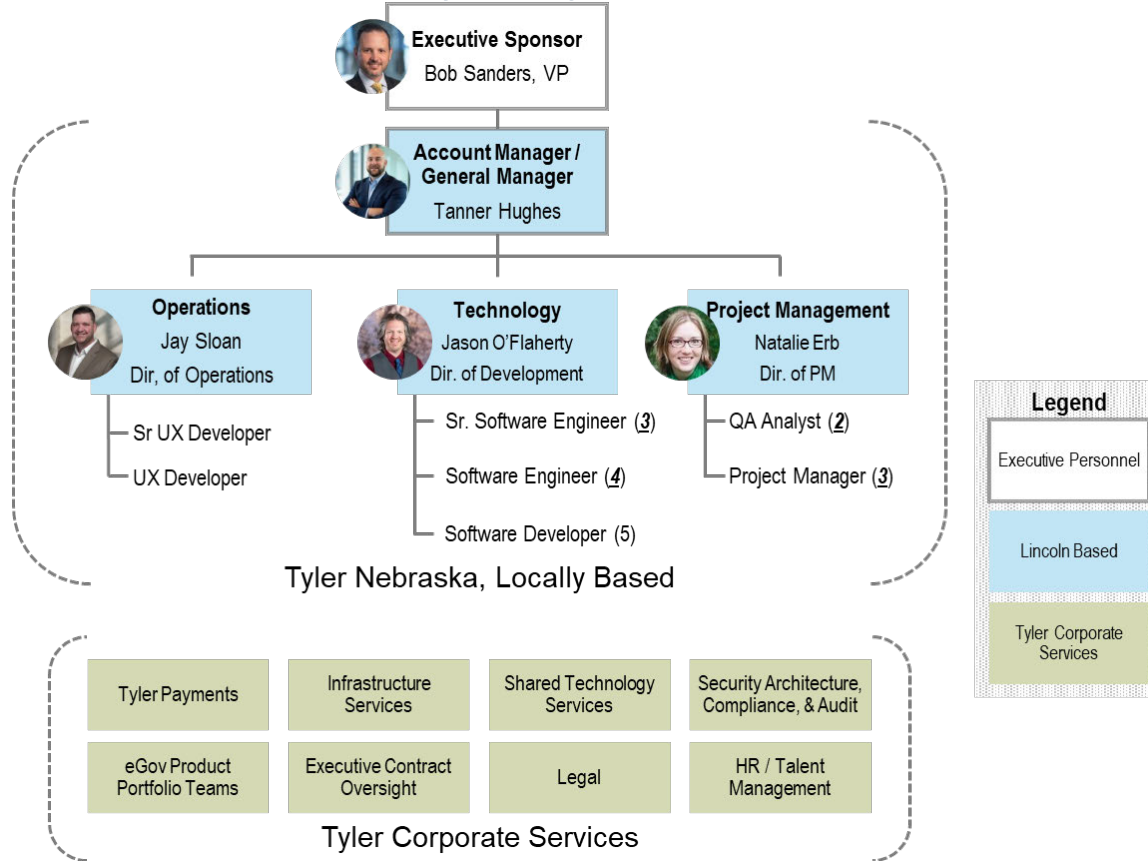 Executive Sponsor
Bob Sanders, VP
Account Manager /
General Manager
Tanner Hughes
Operations
Jay Sloan
Dir, of Operations
Technology
Jason O'Flaherty
Dir. of Development
Project Management
Natalie Erb
Dir. of PM
Sr UX Developer
UX Developer
Sr. Software Engineer (3)
Software Engineer (4)
Software Developer (5)
QA Analyst (2)
Project Manager (3)
Tyler Nebraska, Locally Based
Legend
Executive Personnel
Lincoln Based
Tyler Corporate
Services
Tyler Payments
Infrastructure
Services
Shared Technology
Services
Security Architecture,
Compliance, & Audit
eGov Product
Portfolio Teams
Executive Contract
Oversight
Legal
HR / Talent
Management
Tyler Corporate Services